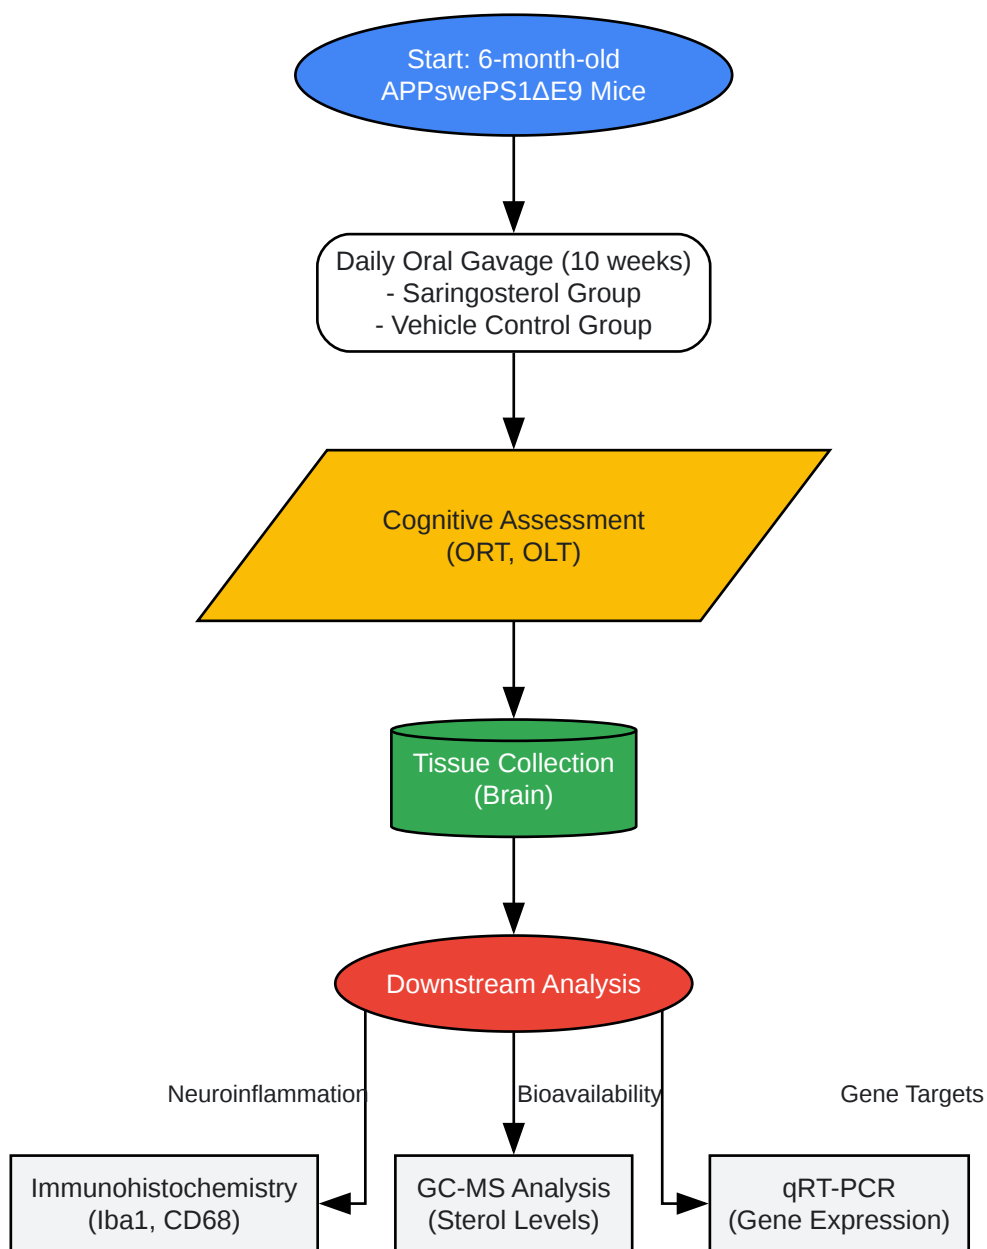 Start: 6-month-old
APPswePS1ΔE9 Mice
Daily Oral Gavage (10 weeks)
- Saringosterol Group
- Vehicle Control Group
Cognitive Assessment
(ORT, OLT)
Tissue Collection
(Brain)
Downstream Analysis
Neuroinflammation
Bioavailability
Gene Targets
Immunohistochemistry
(Iba1, CD68)
GC-MS Analysis
(Sterol Levels)
qRT-PCR
(Gene Expression)